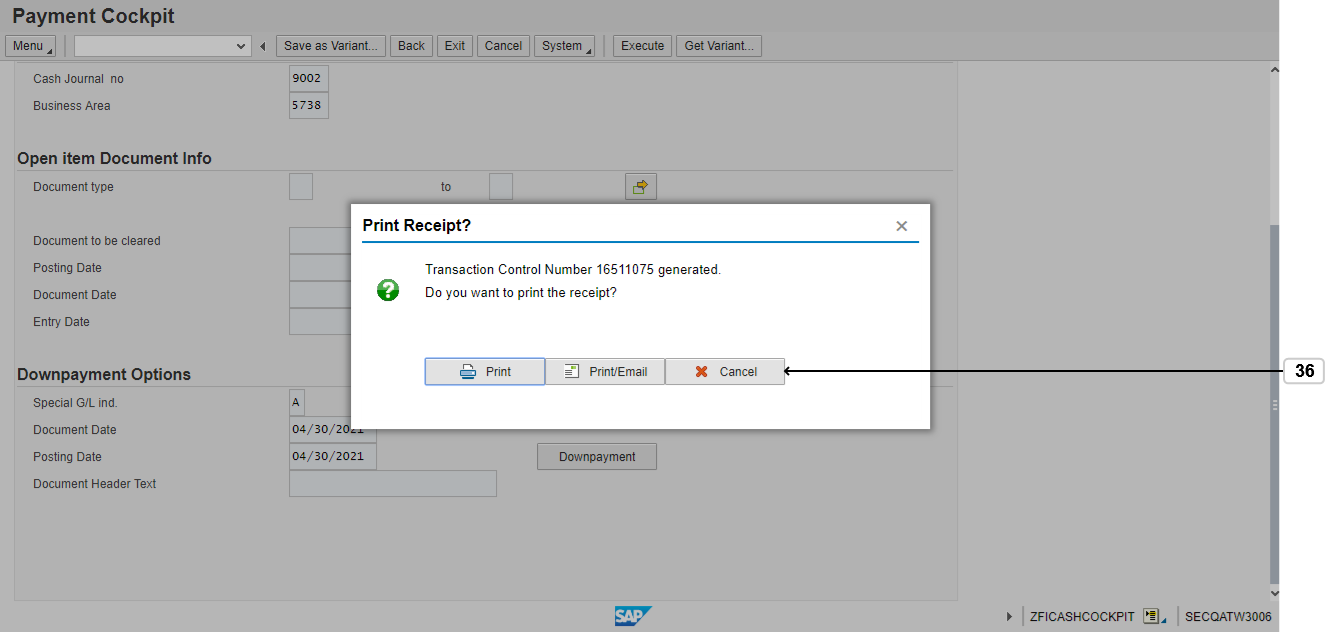 Payment Cockpit
Menu Save as Variant... Back Exit Cancel System Execute Get Variant...
Cash Journal no 9002
Business Area 5738
Open item Document Info
Document type to
Document to be cleared
Posting Date
Document Date
Entry Date
Print Receipt?
Transaction Control Number 16511075 generated.
Do you want to print the receipt?
Print Print/Email Cancel
36
Downpayment Options
Special G/L ind. A
Document Date 04/30/2021
Posting Date 04/30/2021 Downpayment
Document Header Text
SAP ZFICASHCOCKPIT SECQATW3006